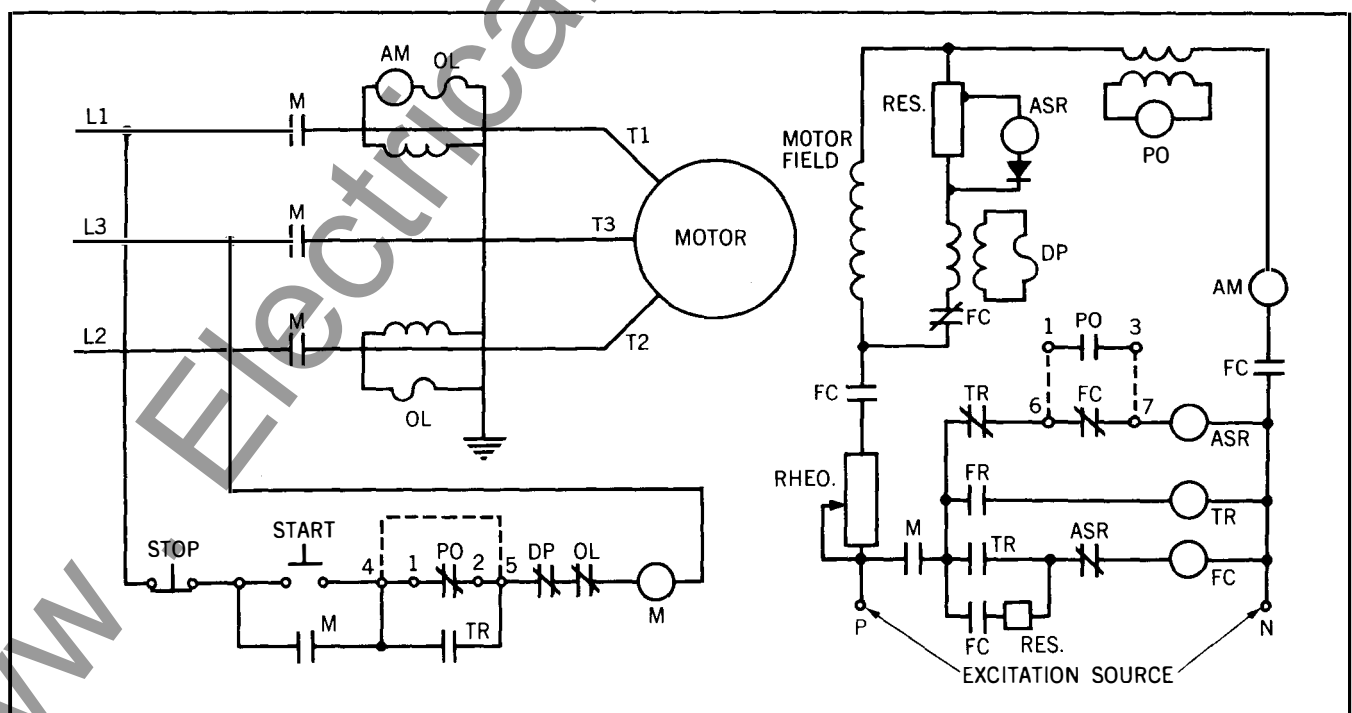 AM OL
M
L1
T1
M
L3
T3
MOTOR
M
L2
T2
OL
STOP
START
4 1 PO 2 5 DP OL
M
M
TR
RES.
ASR
MOTOR
FIELD
PO
DP
FC
AM
1 PO 3
FC
FC
TR
6 FC 7
ASR
RHEO.
FR
TR
M
TR
ASR
FC
P
FC RES.
N
EXCITATION SOURCE
www.
Electrica